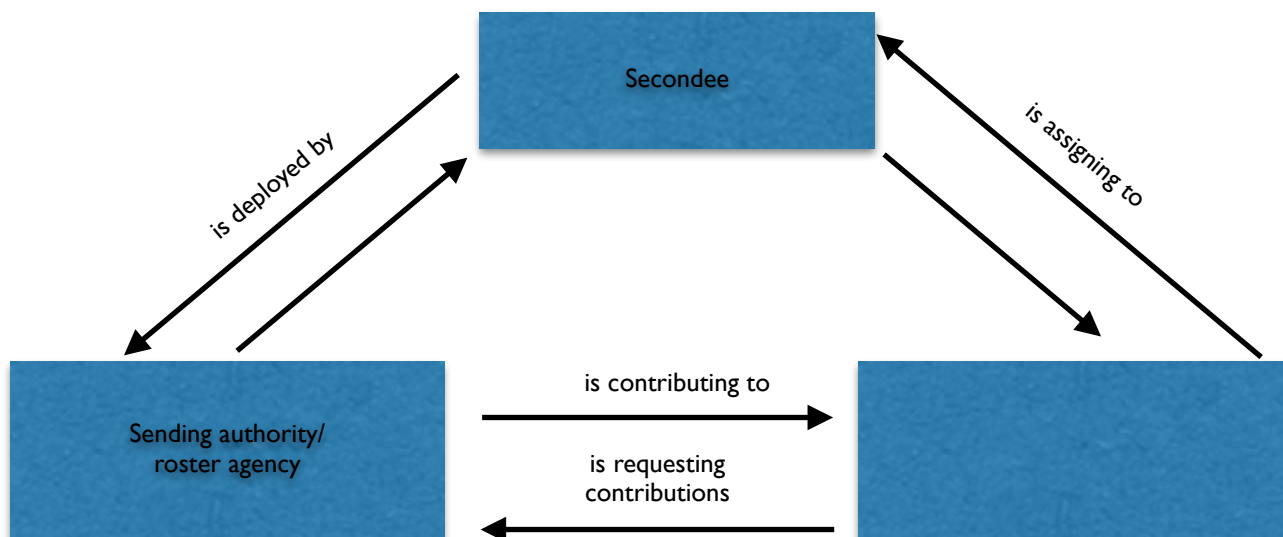 Secondee
is deployed by
is assigning to
is contributing to
Sending authority/
roster agency
is requesting
contributions